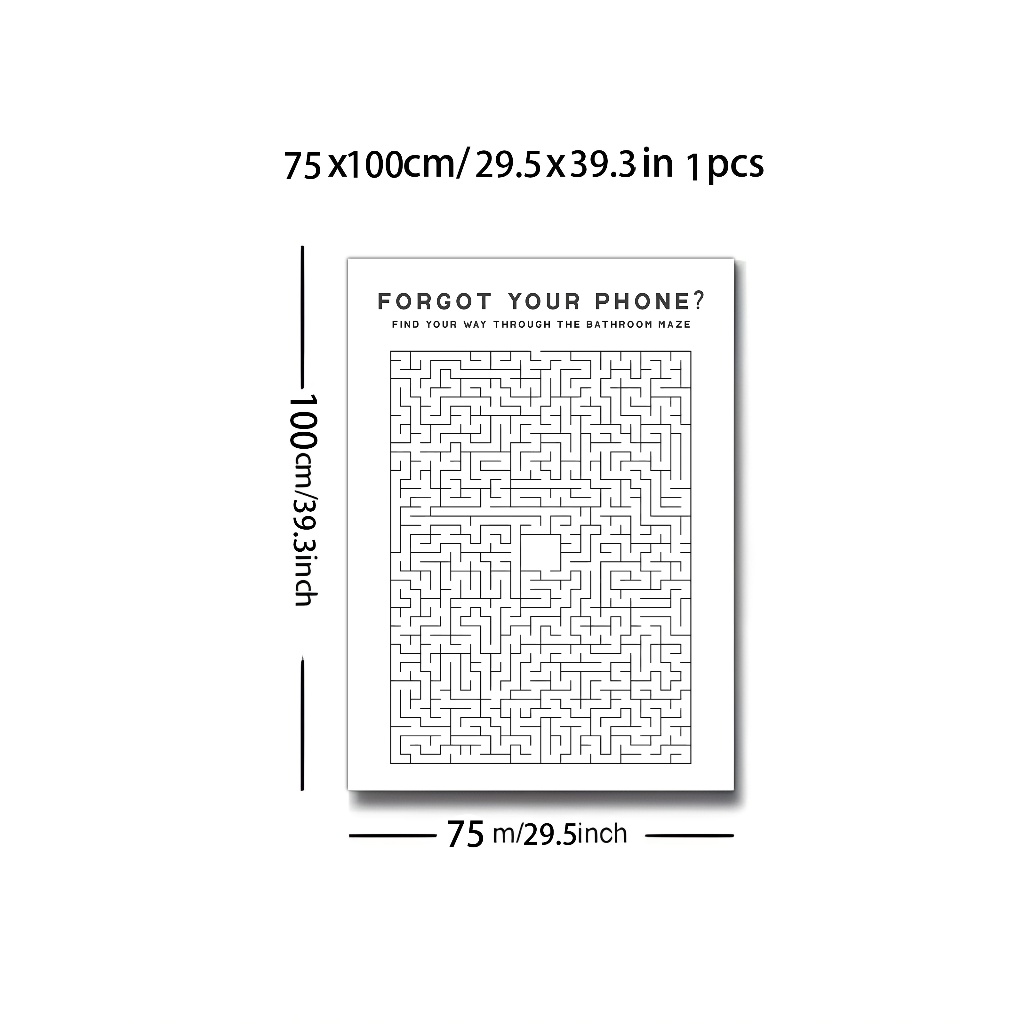 75x100cm/ 29.5x39.3in 1pcs
FORGOT YOUR PHONE?
FIND YOUR WAY THROUGH THE BATHROOM MAZE
100cm/39.3inch
75 m/29.5inch